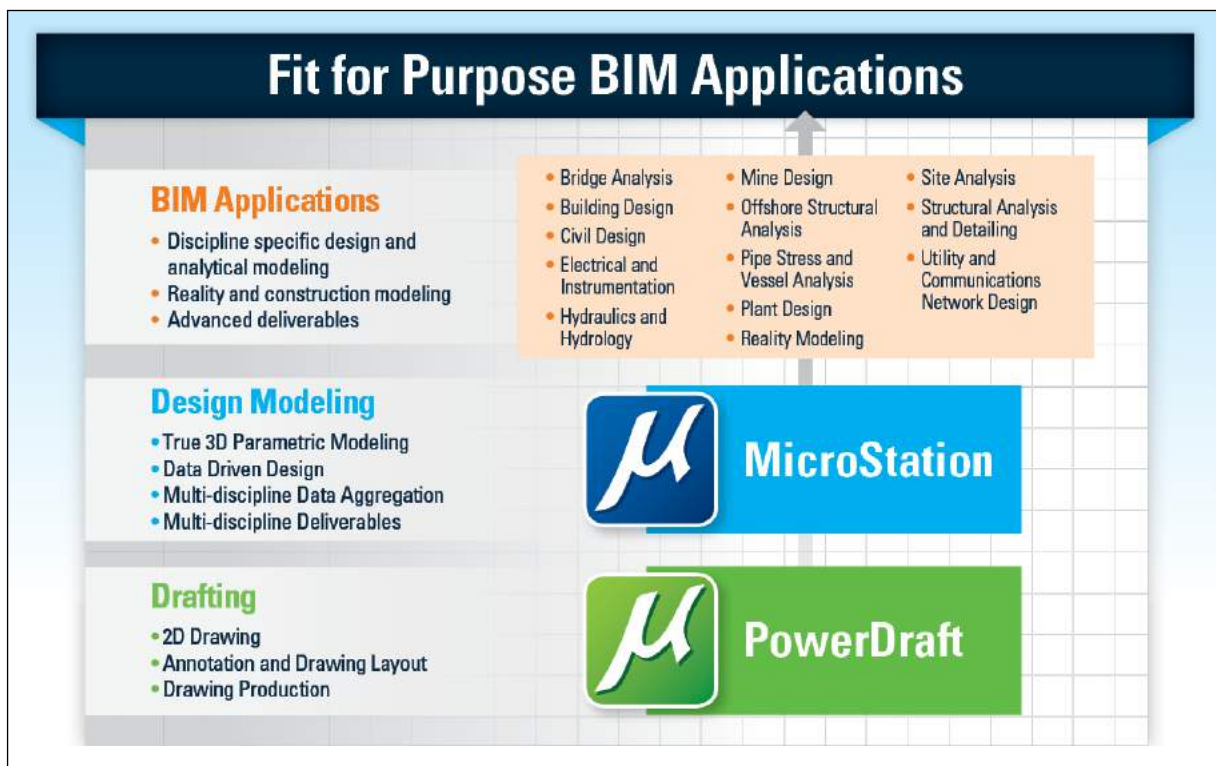 Fit for Purpose BIM Applications
BIM Applications
• Discipline specific design and
analytical modeling
• Reality and construction modeling
• Advanced deliverables
• Bridge Analysis
• Building Design
• Civil Design
• Electrical and
Instrumentation
• Hydraulics and
Hydrology
• Mine Design
• Offshore Structural
Analysis
• Pipe Stress and
Vessel Analysis
• Plant Design
• Reality Modeling
• Site Analysis
• Structural Analysis
and Detailing
• Utility and
Communications
Network Design
Design Modeling
• True 3D Parametric Modeling
• Data Driven Design
• Multi-discipline Data Aggregation
• Multi-discipline Deliverables
μ
MicroStation
Drafting
• 2D Drawing
• Annotation and Drawing Layout
• Drawing Production
μ
PowerDraft